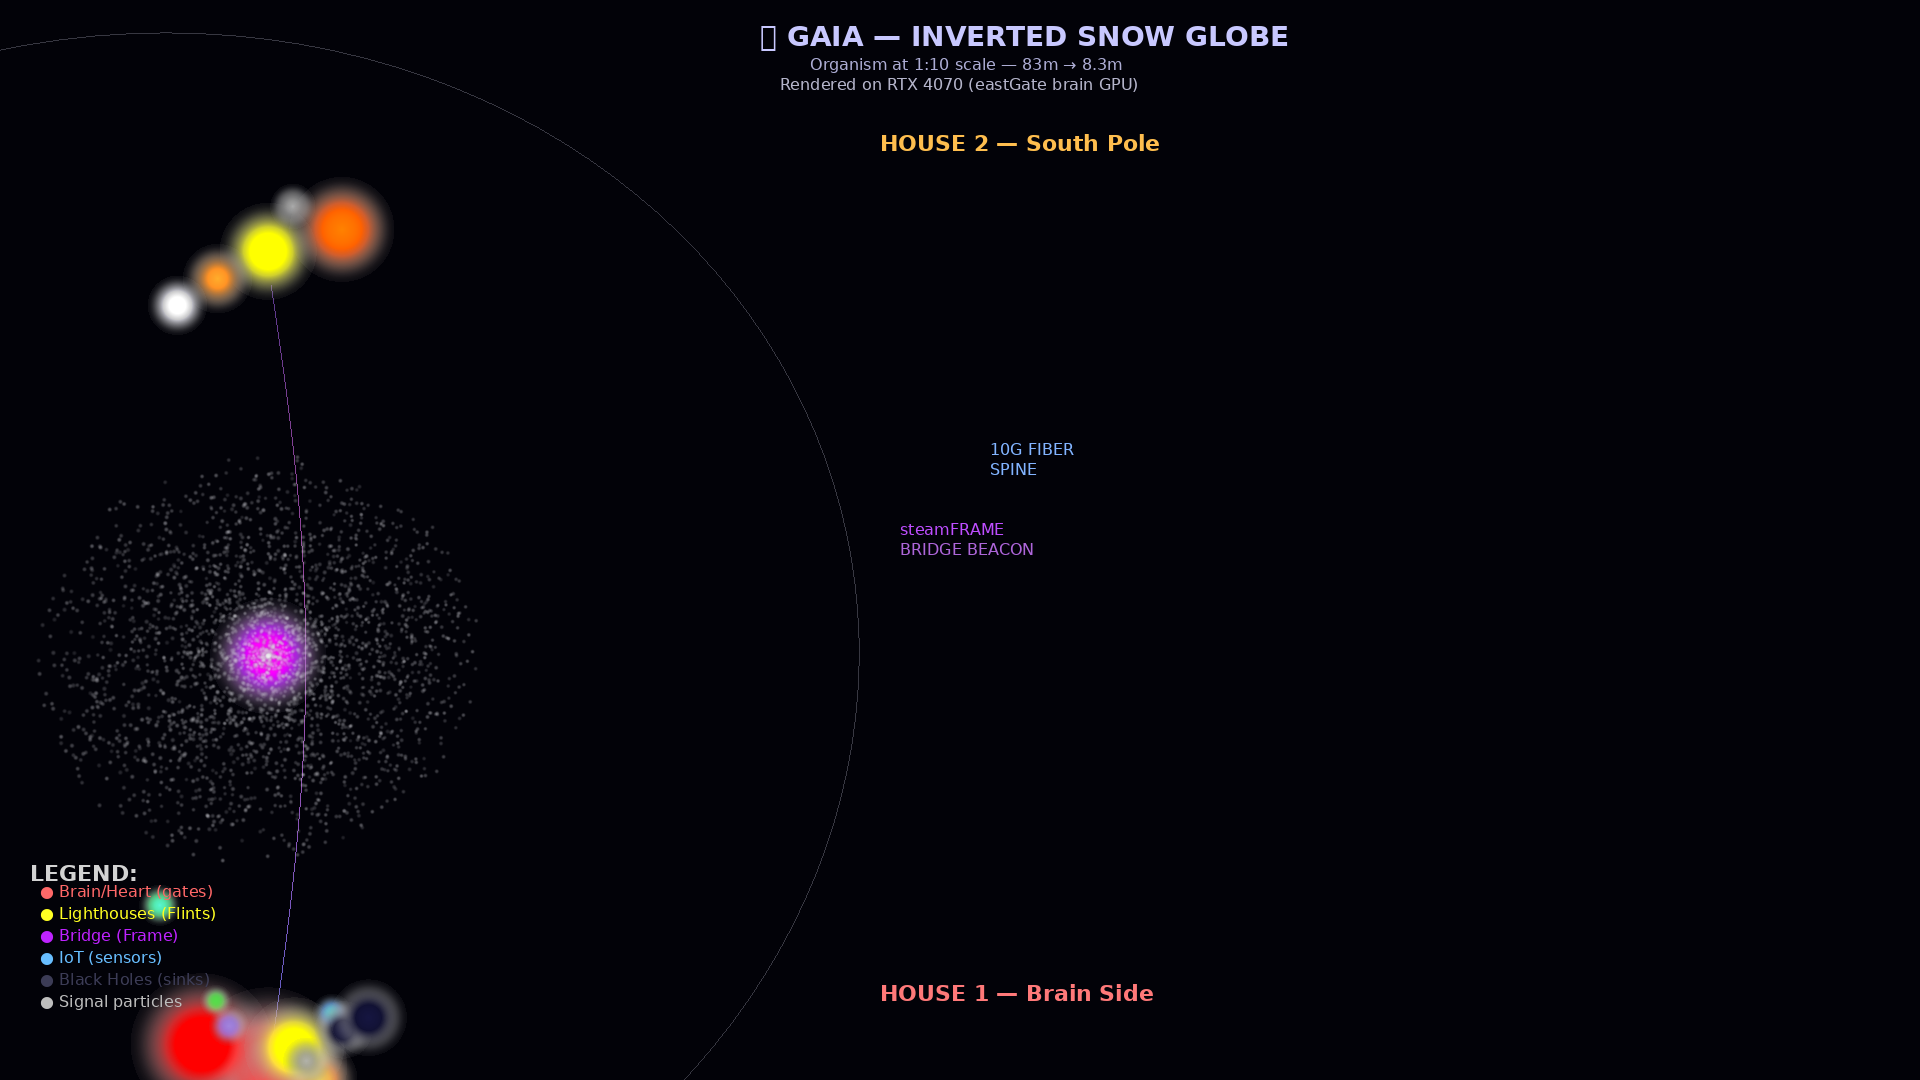 GAIA — INVERTED SNOW GLOBE
Organism at 1:10 scale — 83m → 8.3m
Rendered on RTX 4070 (eastGate brain GPU)
HOUSE 2 — South Pole
10G FIBER
SPINE
steamFRAME
BRIDGE BEACON
LEGEND:
● Brain/Heart (gates)
● Lighthouses (Flints)
● Bridge (Frame)
● IoT (sensors)
● Black Holes (sinks)
● Signal particles
HOUSE 1 — Brain Side